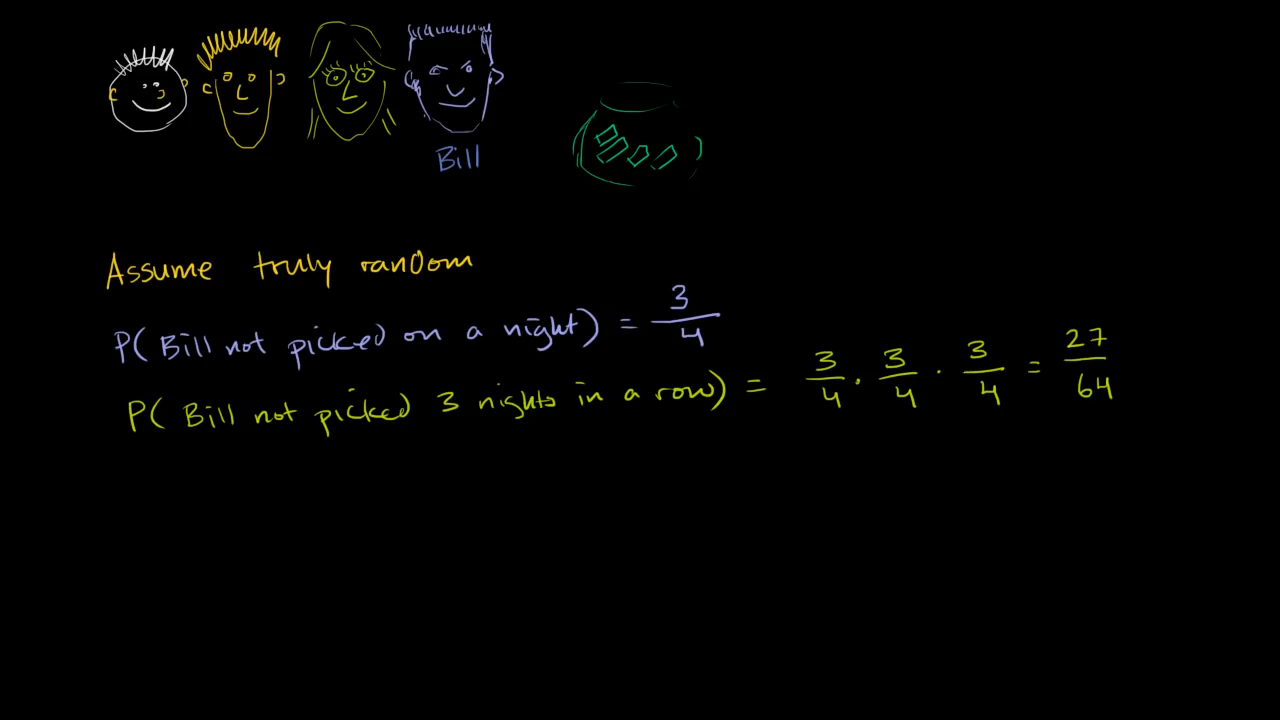 Bill
Assume truly random
P(Bill not picked) on a night) = 3/4
P(Bill not picked 3 nights in a row) = 3/4 · 3/4 · 3/4 = 27/64